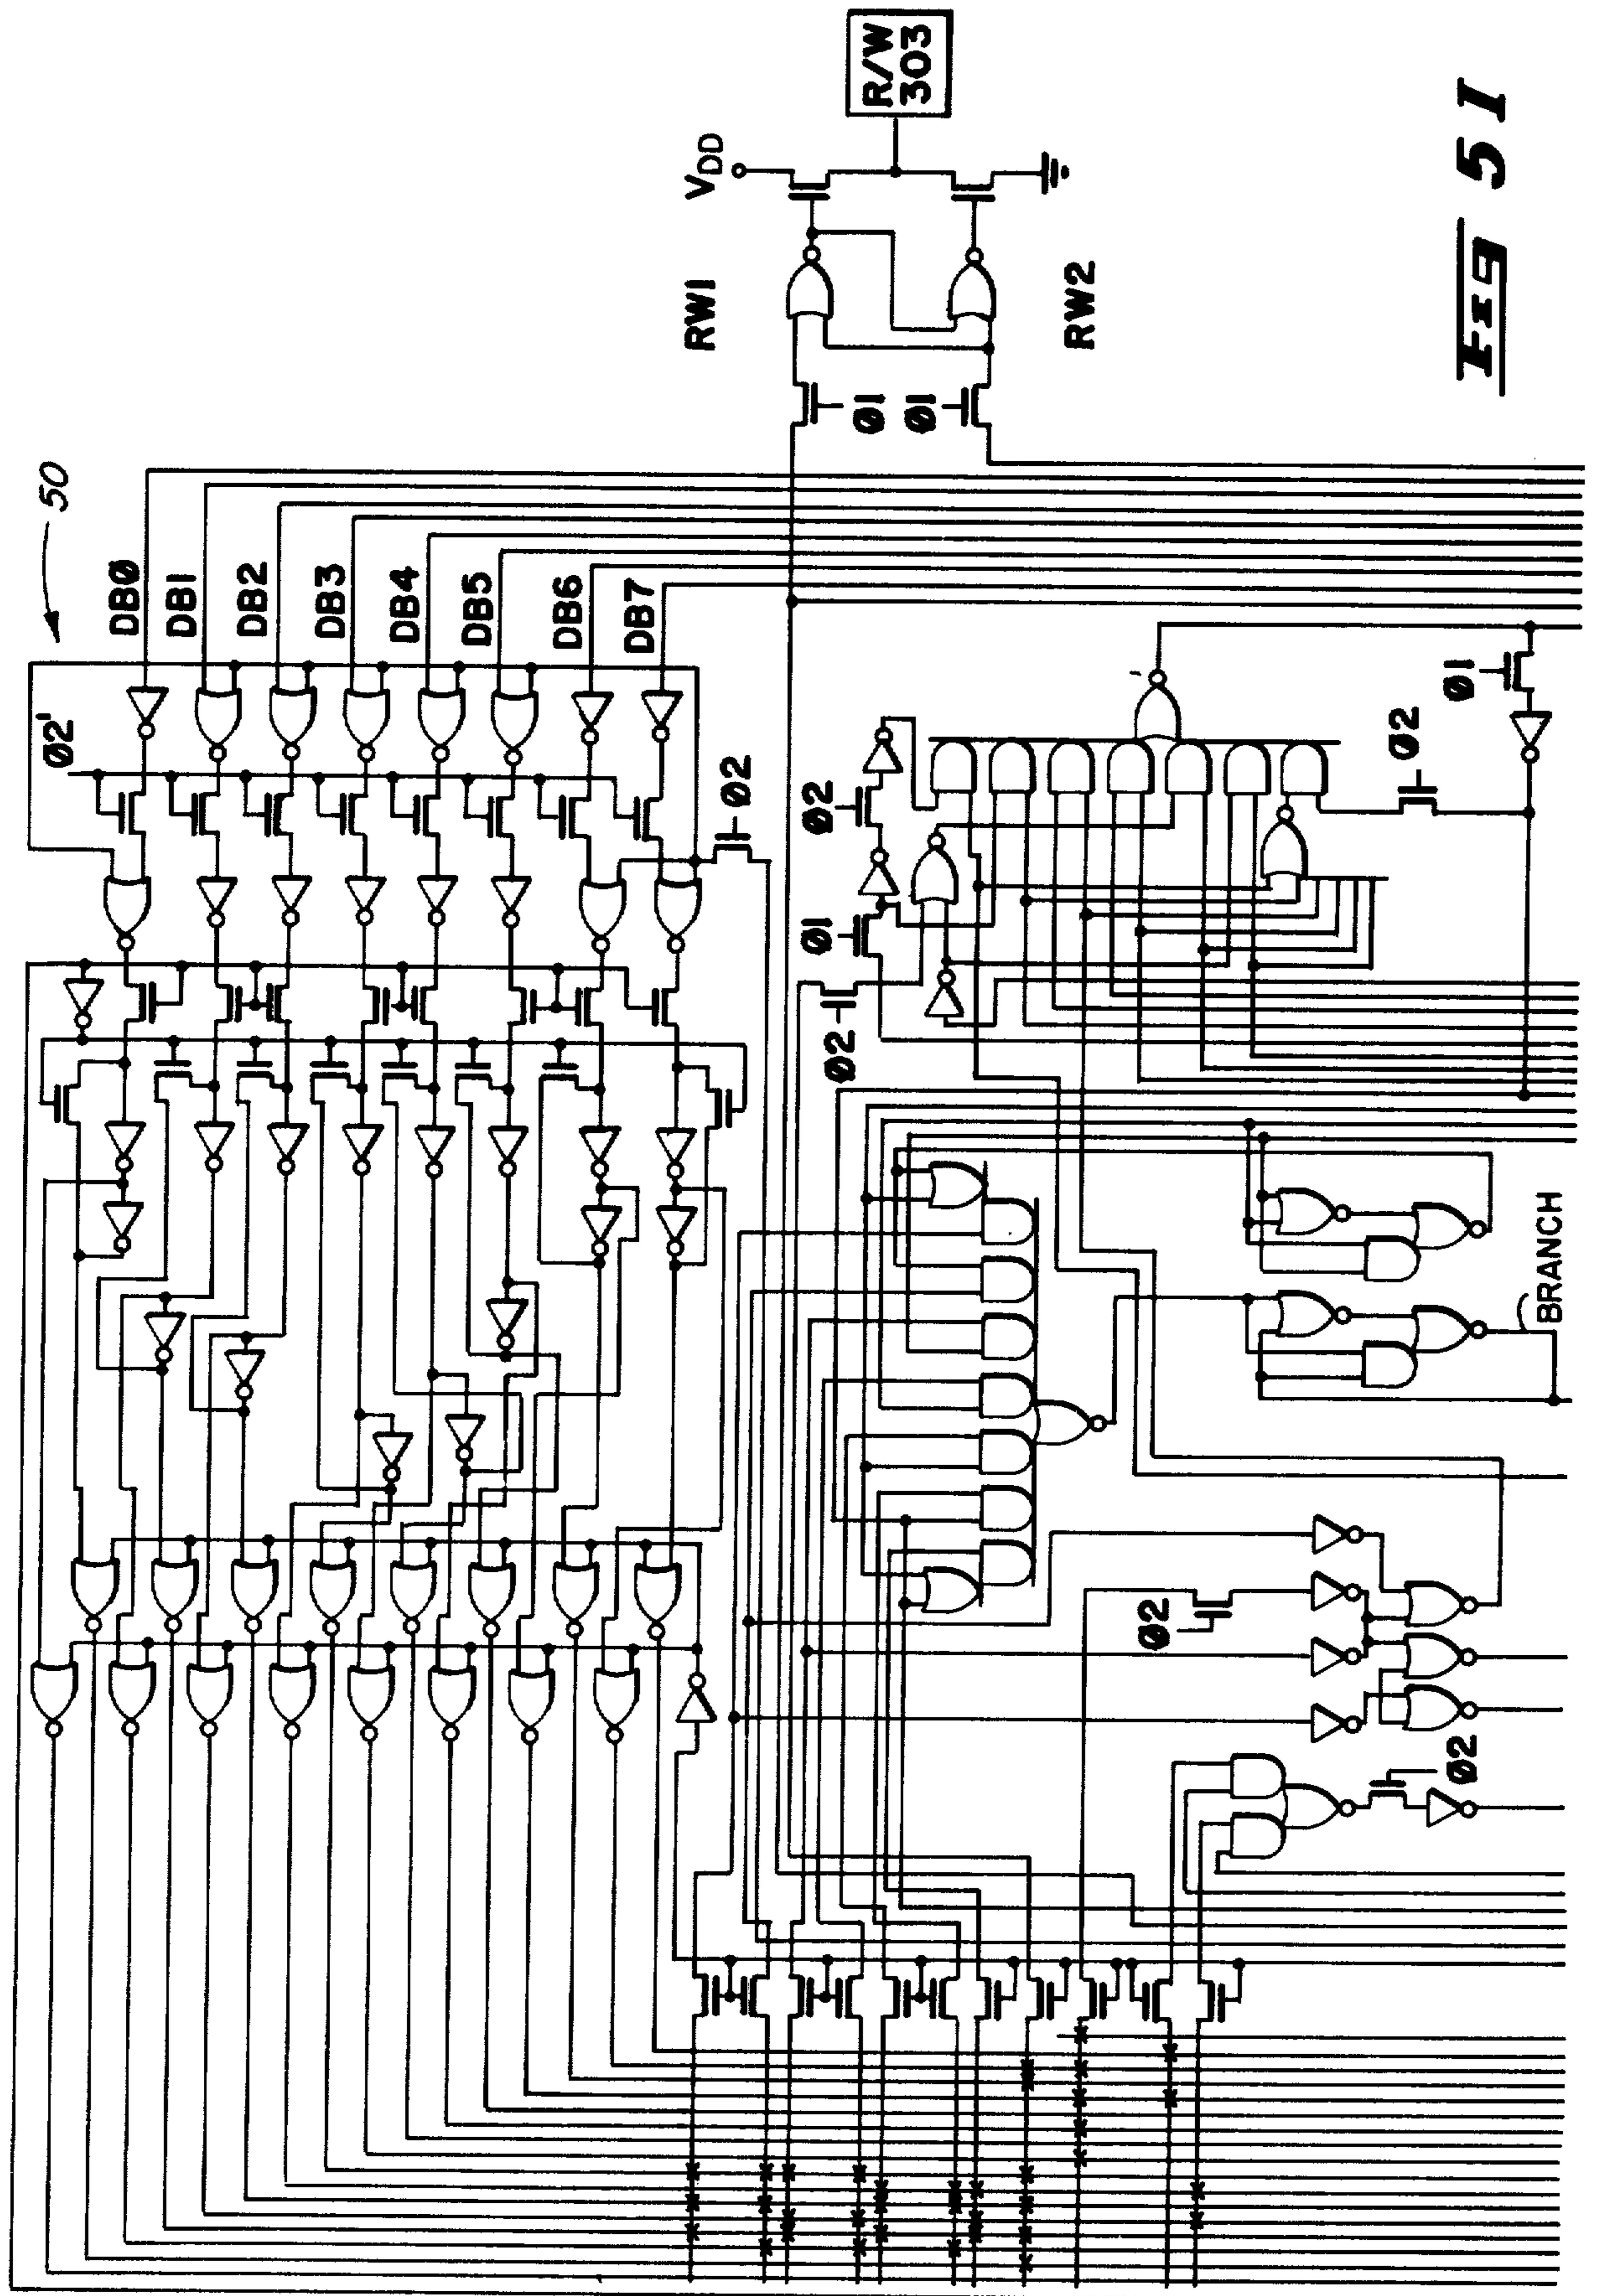 50
DB0
DB1
DB2
DB3
DB4
DB5
DB6
DB7
Ø2'
Ø2
VDD
R/W
303
RW1
RW2
Ø1
Ø1
Ø2
Ø1
Ø2
Ø1
Ø2
BRANCH
Ø2
Ø2
Fig 5 I